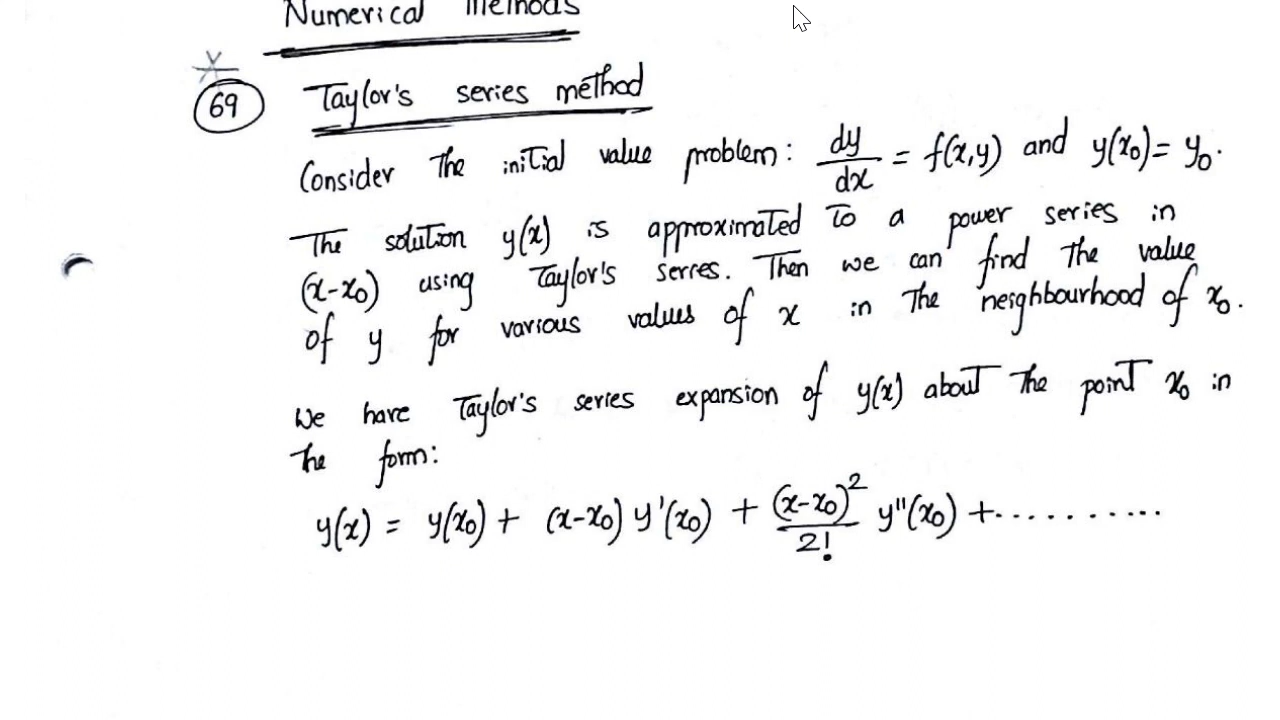 Numerical Methods
69 Taylor's series method
Consider the initial value problem: dy/dx = f(x,y) and y(x₀) = y₀.
The solution y(x) is approximated to a power series in
(x-x₀) using Taylor's serres. Then we can find the value
of y for various values of x in the neighbourhood of x₀.
We have Taylor's series expansion of y(x) about the point x₀ in
the form:
y(x) = y(x₀) + (x-x₀) y'(x₀) + (x-x₀)²/2! y''(x₀) + ...........